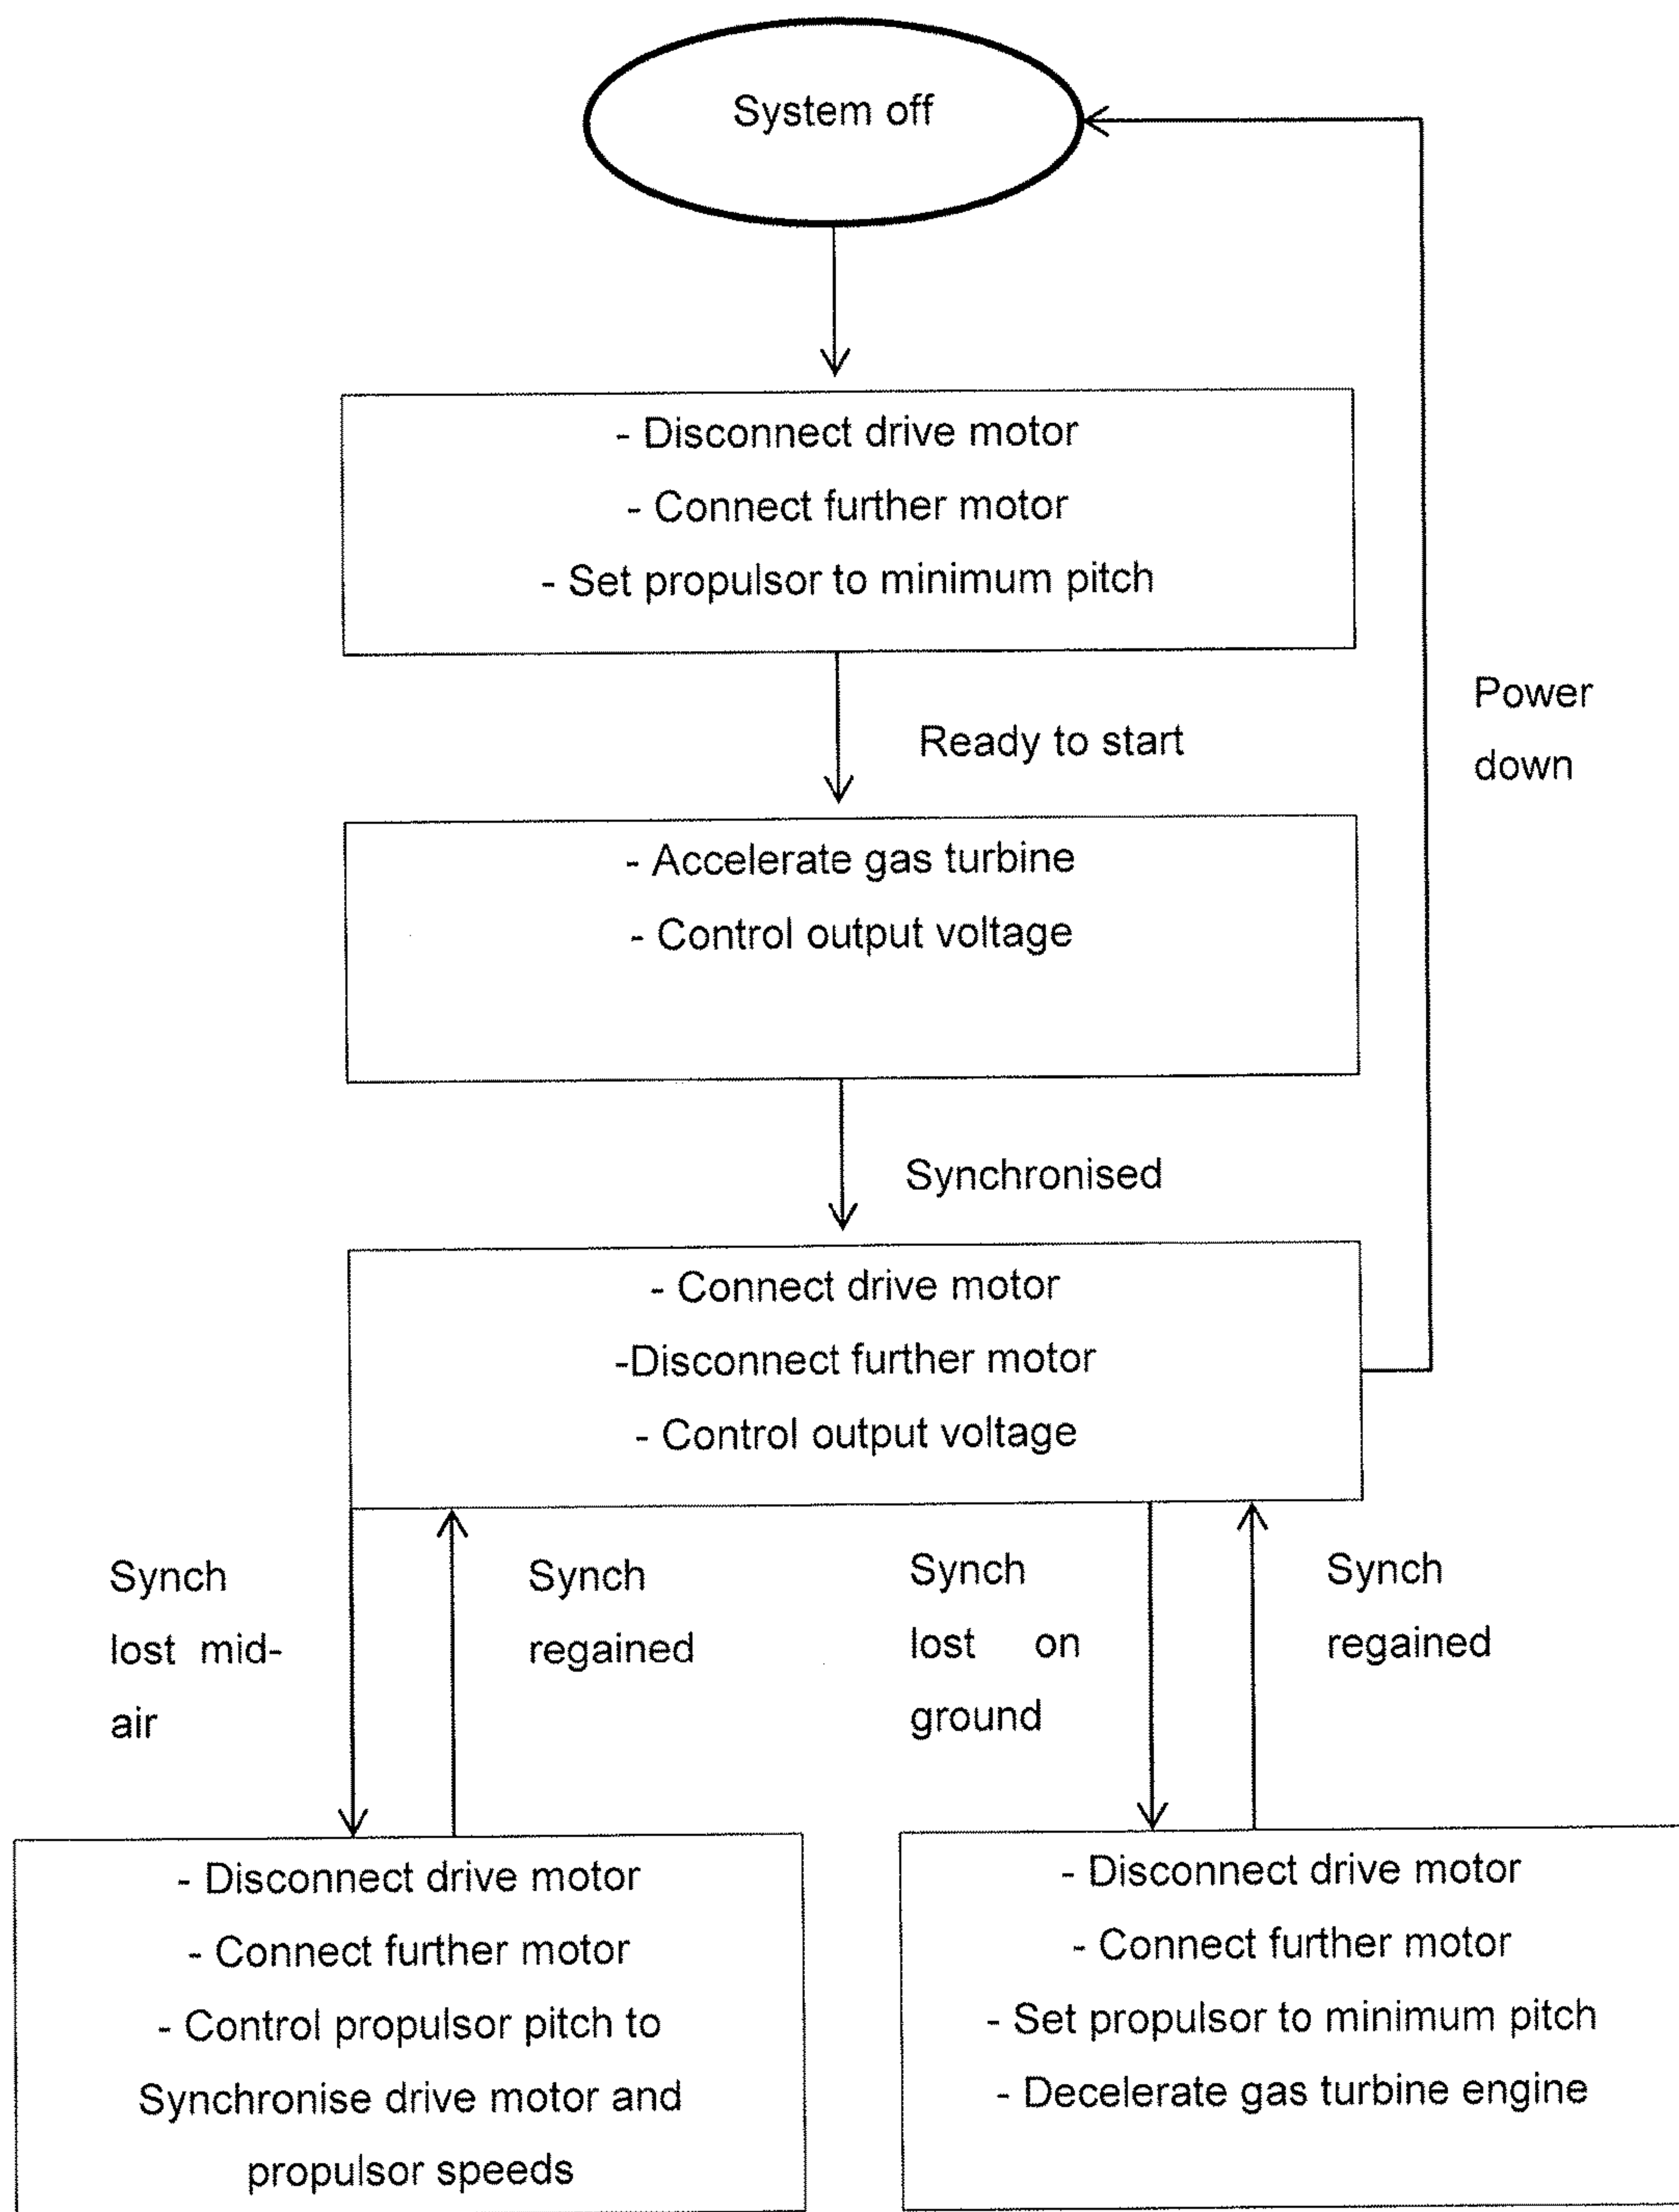 System off
- Disconnect drive motor
- Connect further motor
- Set propulsor to minimum pitch
Ready to start
Power
down
- Accelerate gas turbine
- Control output voltage
Synchronised
- Connect drive motor
-Disconnect further motor
- Control output voltage
Synch
lost mid-
air
Synch
regained
Synch
lost on
ground
Synch
regained
- Disconnect drive motor
- Connect further motor
- Control propulsor pitch to
Synchronise drive motor and
propulsor speeds
- Disconnect drive motor
- Connect further motor
- Set propulsor to minimum pitch
- Decelerate gas turbine engine